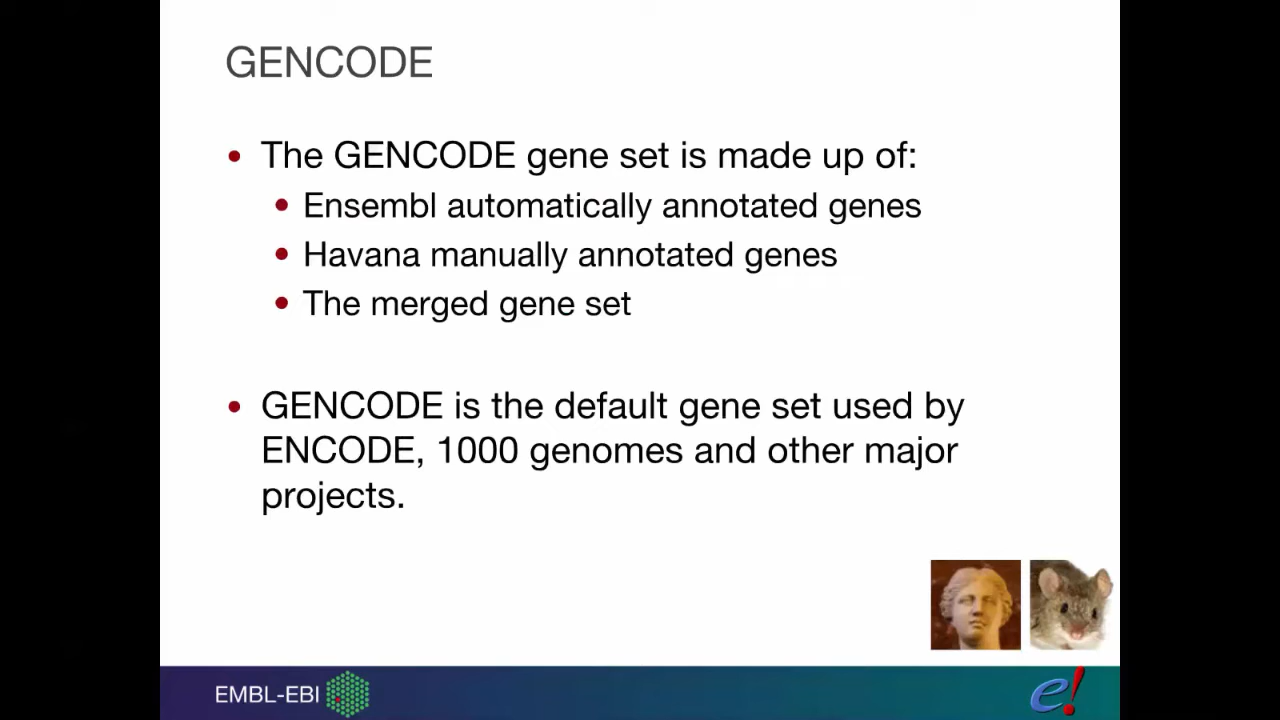 GENCODE
• The GENCODE gene set is made up of:
• Ensembl automatically annotated genes
• Havana manually annotated genes
• The merged gene set
• GENCODE is the default gene set used by
ENCODE, 1000 genomes and other major
projects.
EMBL-EBI
e!